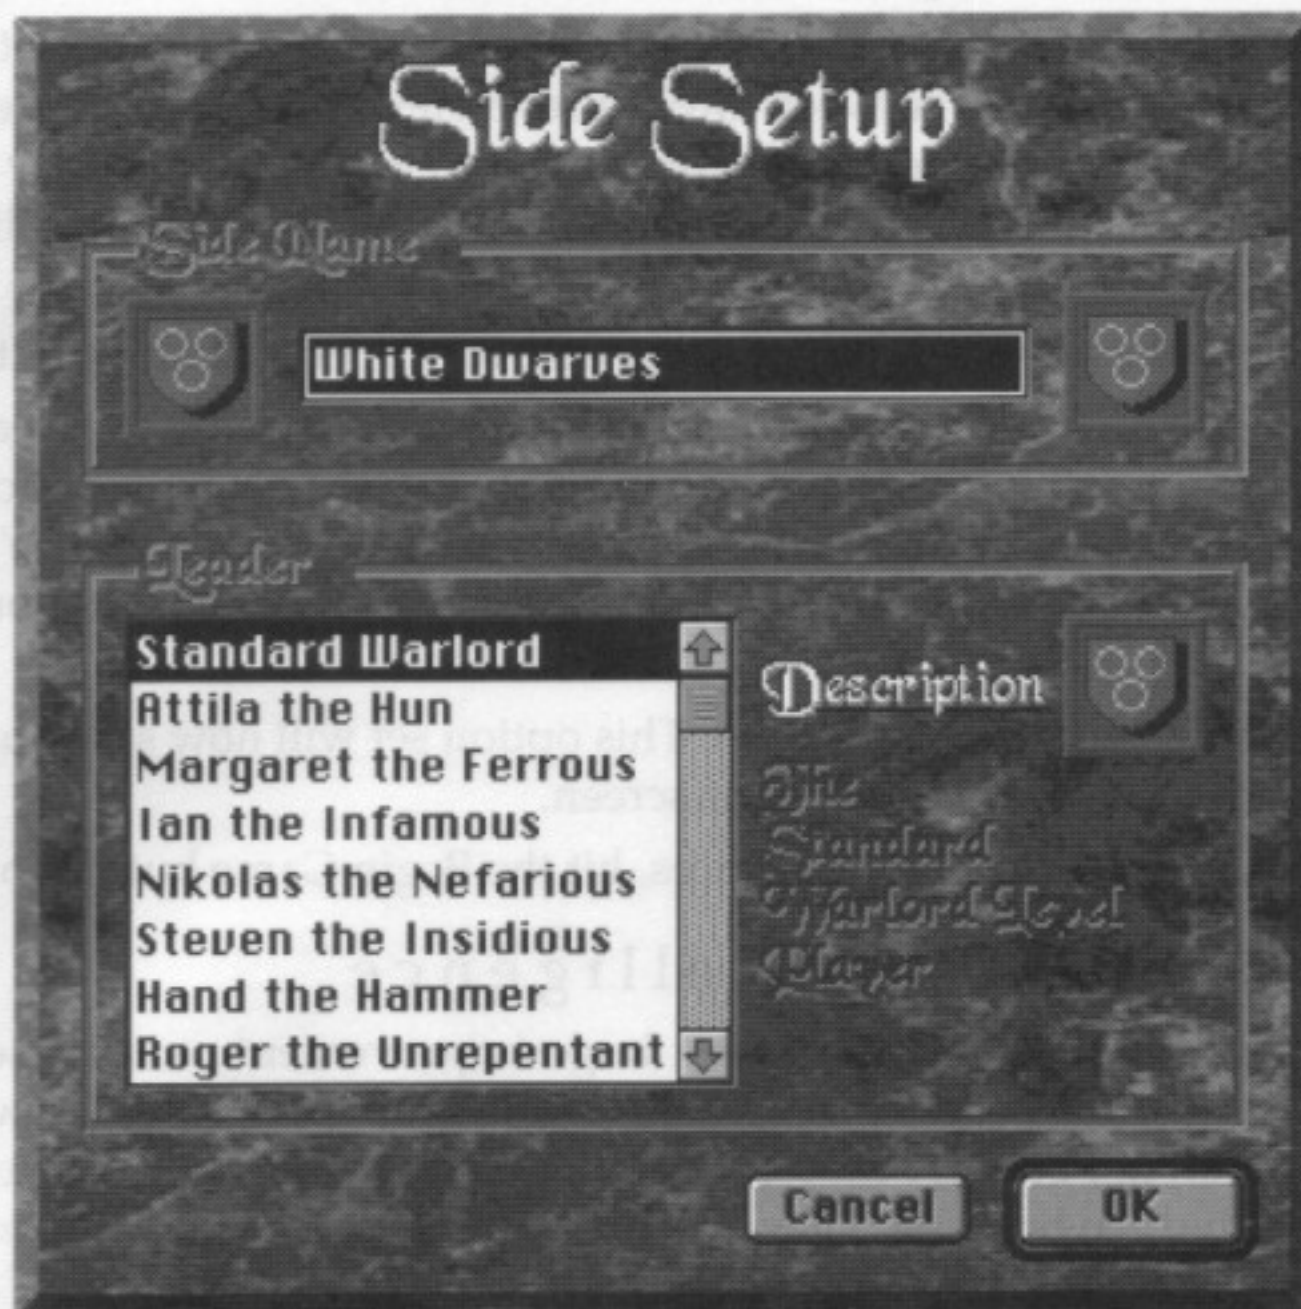 Side Setup
Side Name
White Dwarves
Leader
Standard Warlord
Attila the Hun
Margaret the Ferrous
Ian the Infamous
Nikolas the Nefarious
Steven the Insidious
Hand the Hammer
Roger the Unrepentant
Description
The
Standard
Warlord Level
Player
Cancel
OK